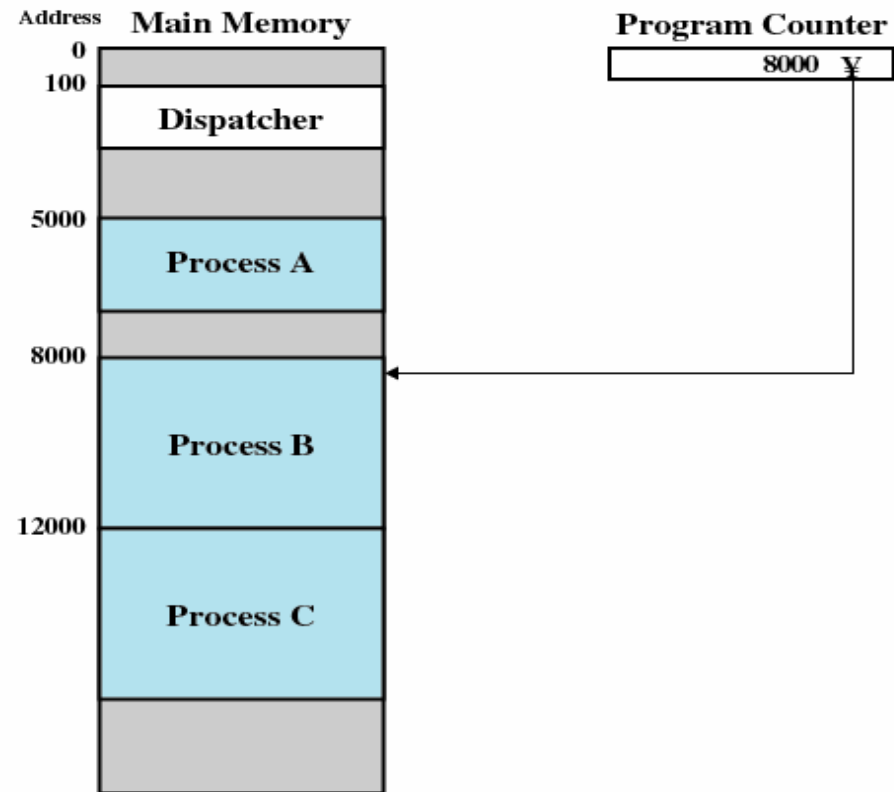 Address
Main Memory
Program Counter
0
8000 ¥
100
Dispatcher
5000
Process A
8000
Process B
12000
Process C